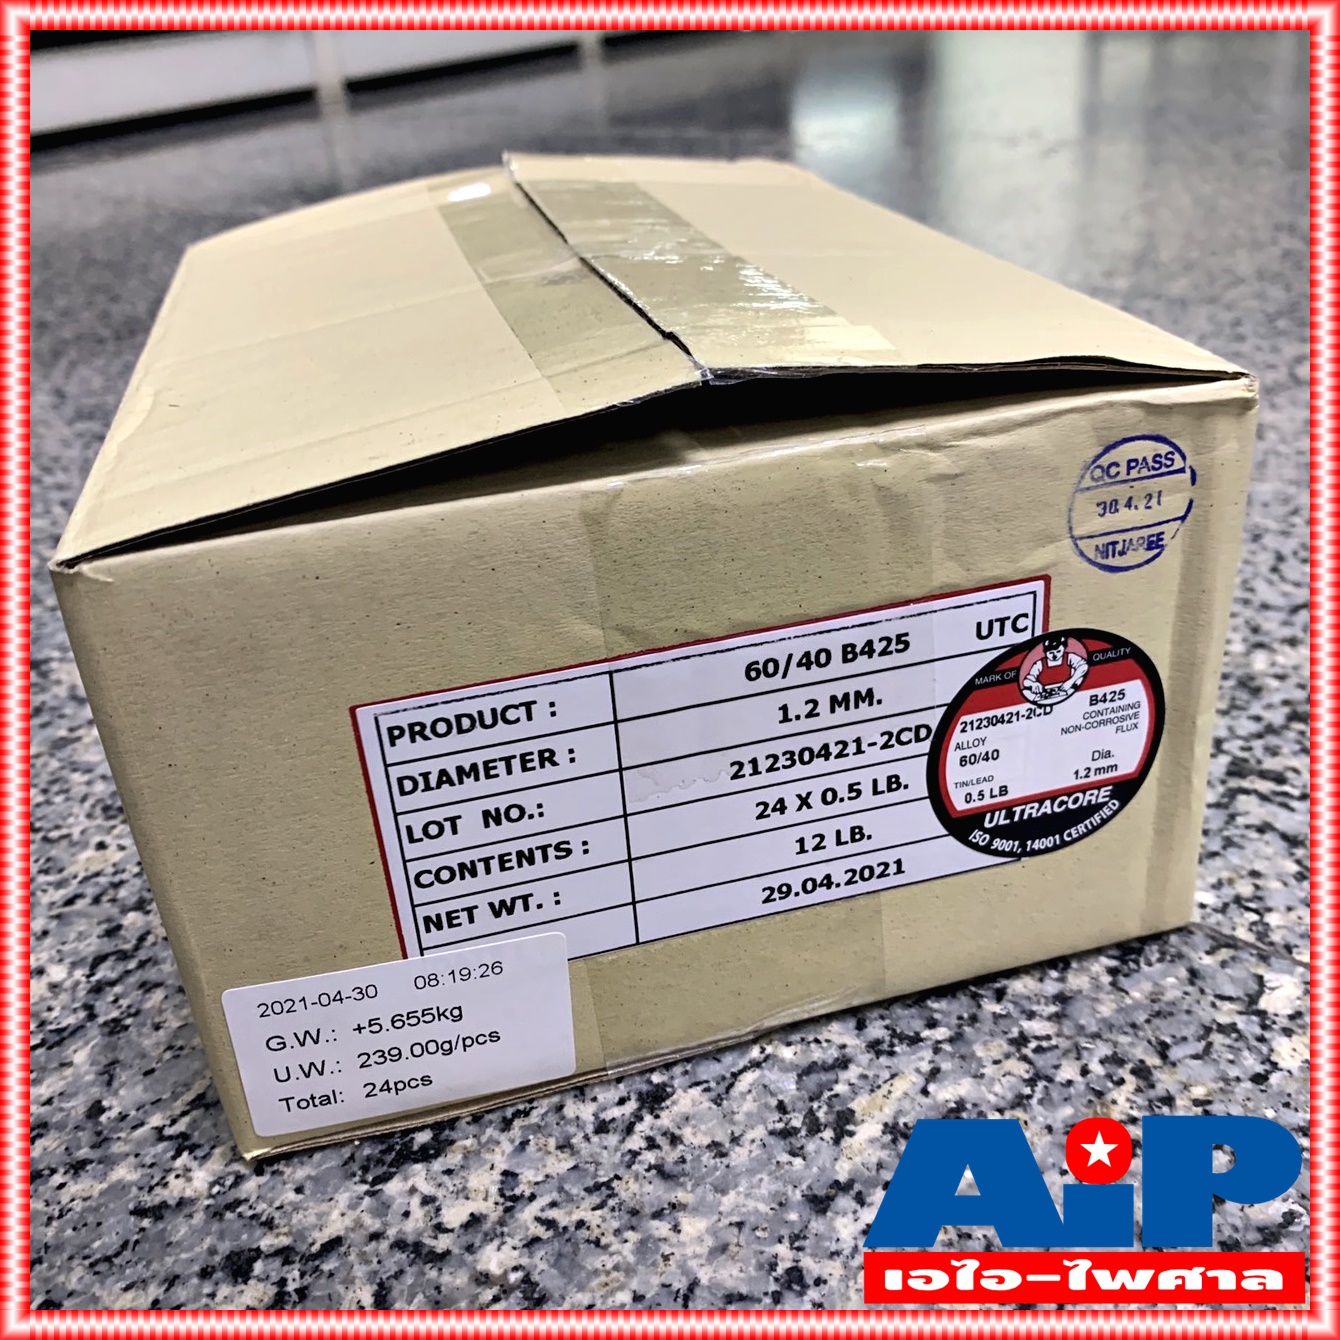 QC PASS
30.4.21
NITJAREE
PRODUCT : 60/40 B425 UTC
DIAMETER : 1.2 MM.
LOT NO.: 21230421-2CD
CONTENTS : 24 X 0.5 LB.
NET WT. : 12 LB.
29.04.2021
MARK OF QUALITY
21230421-2CD B425
CONTAINING
NON-CORROSIVE
FLUX
ALLOY
60/40
Dia.
1.2 mm
TIN/LEAD
0.5 LB
ULTRACORE
ISO 9001, 14001 CERTIFIED
2021-04-30 08:19:26
G.W.: +5.655kg
U.W.: 239.00g/pcs
Total: 24pcs
AiP
เอไอ-ไพศาล